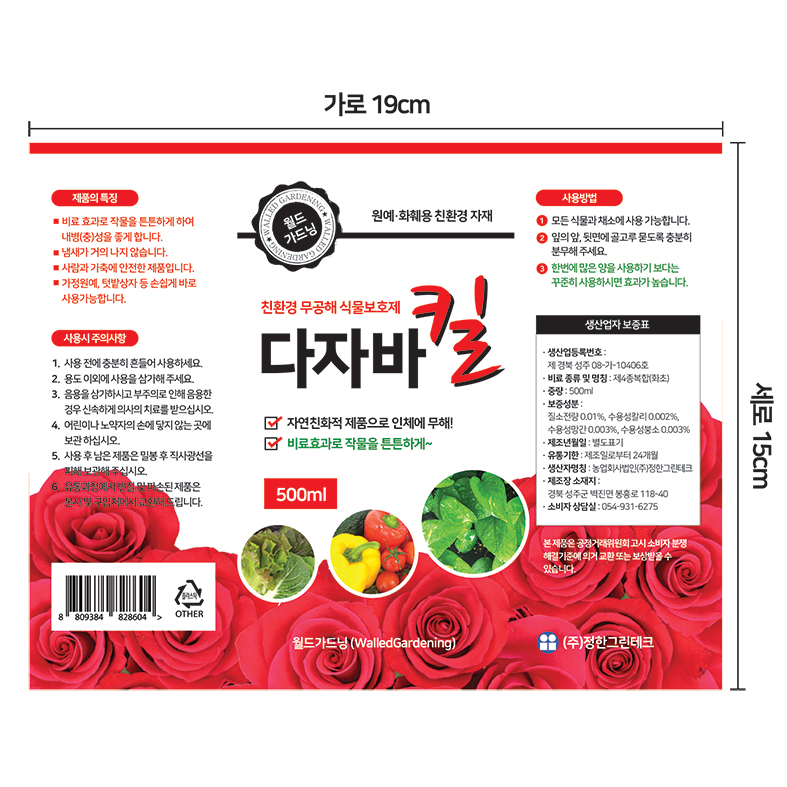 가로 19cm
세로 15cm
제품의 특징
비료 효과로 작물을 튼튼하게 하여
내병(충)성을 좋게 합니다.
냄새가 거의 나지 않습니다.
사람과 가축에 안전한 제품입니다.
가정원예, 텃밭상자 등 손쉽게 바로
사용가능합니다.
사용시 주의사항
1. 사용 전에 충분히 흔들어 사용하세요.
2. 용도 이외에 사용을 삼가해 주세요.
3. 음용을 삼가하시고 부주의로 인해 음용한
경우 신속하게 의사의 치료를 받으십시오.
4. 어린이나 노약자의 손에 닿지 않는 곳에
보관 하십시오.
5. 사용 후 남은 제품은 밀봉 후 직사광선을
피해 보관해 주십시오.
6. 유통과정에서 변질 및 파손된 제품은
본사 및 구입처에서 교환해 드립니다.
8 809384 828604 >
플라스틱
OTHER
WALLED GARDENING
월드
가드닝
WALLED GARDENING
원예·화훼용 친환경 자재
친환경 무공해 식물보호제
다자바킬
자연친화적 제품으로 인체에 무해!
비료효과로 작물을 튼튼하게~
500ml
월드가드닝 (WalledGardening)
사용방법
1 모든 식물과 채소에 사용 가능합니다.
2 잎의 앞, 뒷면에 골고루 묻도록 충분히
분무해 주세요.
3 한번에 많은 양을 사용하기 보다는
꾸준히 사용하시면 효과가 높습니다.
생산업자 보증표
· 생산업등록번호 :
제 경북 성주 08-가-10406호
· 비료 종류 및 명칭 : 제4종복합(화초)
· 중량 : 500ml
· 보증성분 :
질소전량 0.01%, 수용성칼리 0.002%,
수용성망간 0.003%, 수용성붕소 0.003%
· 제조년월일 : 별도표기
· 유통기한 : 제조일로부터 24개월
· 생산자명칭 : 농업회사법인(주)정한그린테크
· 제조장 소재지 :
경북 성주군 벽진면 봉흥로 118-40
· 소비자 상담실 : 054-931-6275
본 제품은 공정거래위원회 고시 소비자 분쟁
해결기준에 의거 교환 또는 보상받을 수
있습니다.
(주)정한그린테크